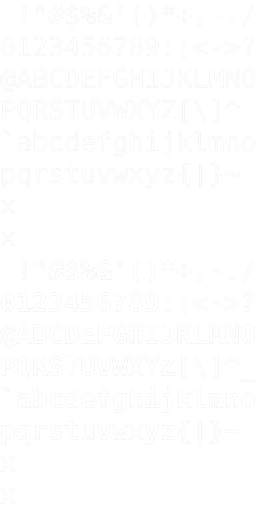 !"#$%&'()*+,-./
0123456789:;<=>?
@ABCDEFGHIJKLMNO
PQRSTUVWXYZ[\]^_
`abcdefghijklmno
pqrstuvwxyz{|}~
x
x
!"#$%&'()*+,-./
0123456789:;<=>?
@ABCDEFGHIJKLMNO
PQRSTUVWXYZ[\]^_
`abcdefghijklmno
pqrstuvwxyz{|}~
x
x